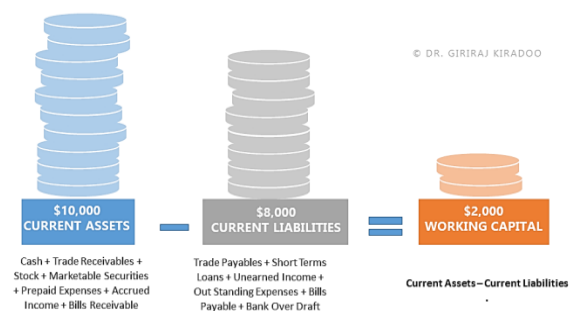 © DR. GIRIRAJ KIRADOO
$10,000
CURRENT ASSETS
$8,000
CURRENT LIABILITIES
$2,000
WORKING CAPITAL
Cash + Trade Receivables +
Stock + Marketable Securities
+ Prepaid Expenses + Accrued
Income + Bills Receivable
Trade Payables + Short Terms
Loans + Unearned Income +
Out Standing Expenses + Bills
Payable + Bank Over Draft
Current Assets – Current Liabilities
.